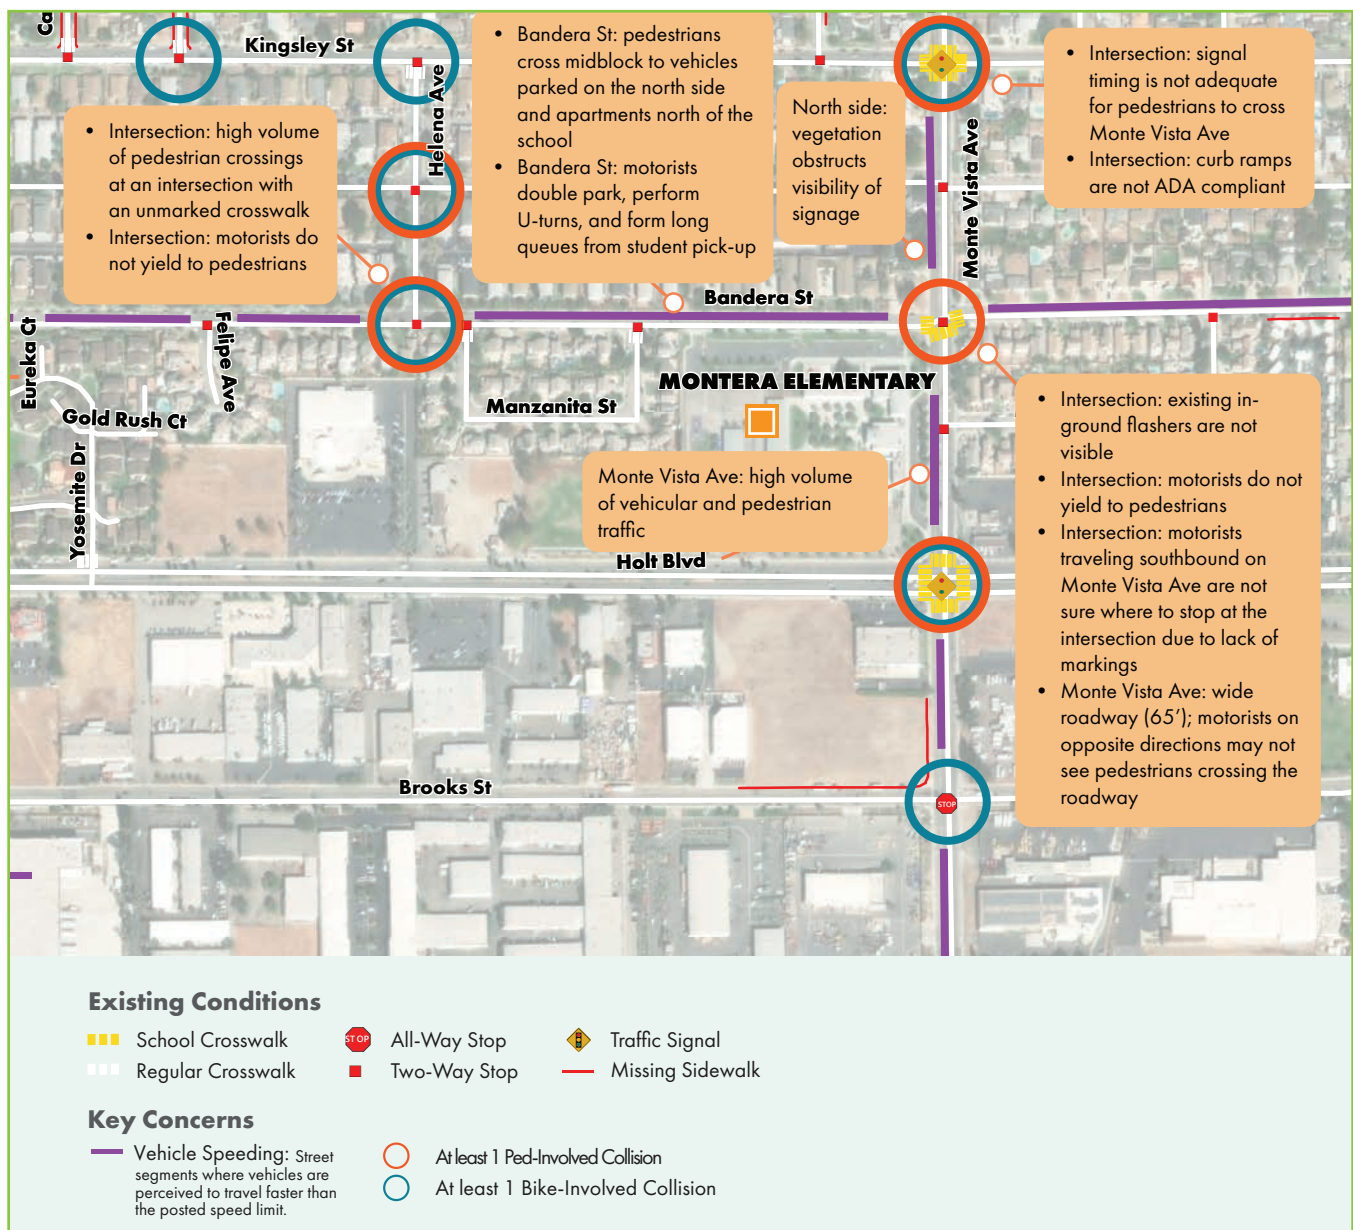 Ca
Kingsley St
Helena Ave
• Bandera St: pedestrians
cross midblock to vehicles
parked on the north side
and apartments north of the
school
• Bandera St: motorists
double park, perform
U-turns, and form long
queues from student pick-up
North side:
vegetation
obstructs
visibility of
signage
Monte Vista Ave
• Intersection: signal
timing is not adequate
for pedestrians to cross
Monte Vista Ave
• Intersection: curb ramps
are not ADA compliant
• Intersection: high volume
of pedestrian crossings
at an intersection with
an unmarked crosswalk
• Intersection: motorists do
not yield to pedestrians
Bandera St
Eureka Ct
Felipe Ave
Gold Rush Ct
Yosemite Dr
Manzanita St
MONTERA ELEMENTARY
Monte Vista Ave: high volume
of vehicular and pedestrian
traffic
Holt Blvd
• Intersection: existing in-
ground flashers are not
visible
• Intersection: motorists do not
yield to pedestrians
• Intersection: motorists
traveling southbound on
Monte Vista Ave are not
sure where to stop at the
intersection due to lack of
markings
• Monte Vista Ave: wide
roadway (65’); motorists on
opposite directions may not
see pedestrians crossing the
roadway
Brooks St
STOP
Existing Conditions
School Crosswalk
STOP
All-Way Stop
Traffic Signal
Regular Crosswalk
Two-Way Stop
Missing Sidewalk
Key Concerns
Vehicle Speeding: Street
segments where vehicles are
perceived to travel faster than
the posted speed limit.
At least 1 Ped-Involved Collision
At least 1 Bike-Involved Collision